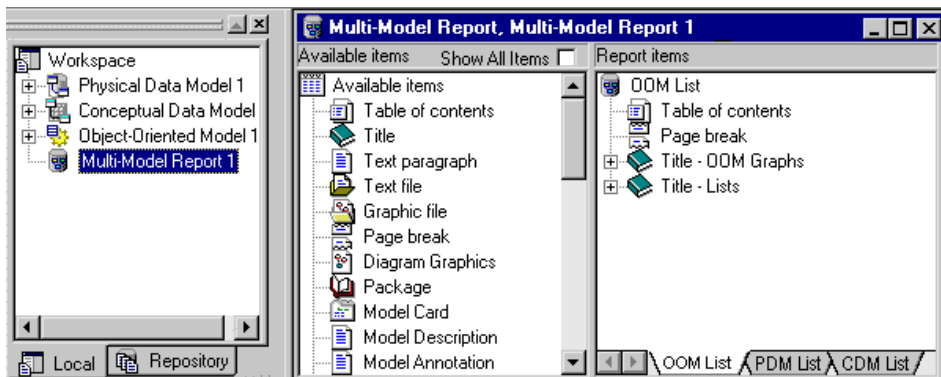 Workspace
Physical Data Model 1
Conceptual Data Model
Object-Oriented Model 1
Multi-Model Report 1
Local
Repository
Multi-Model Report, Multi-Model Report 1
Available items
Show All Items
Available items
Table of contents
Title
Text paragraph
Text file
Graphic file
Page break
Diagram Graphics
Package
Model Card
Model Description
Model Annotation
Report items
OOM List
Table of contents
Page break
Title - OOM Graphs
Title - Lists
OOM List
PDM List
CDM List